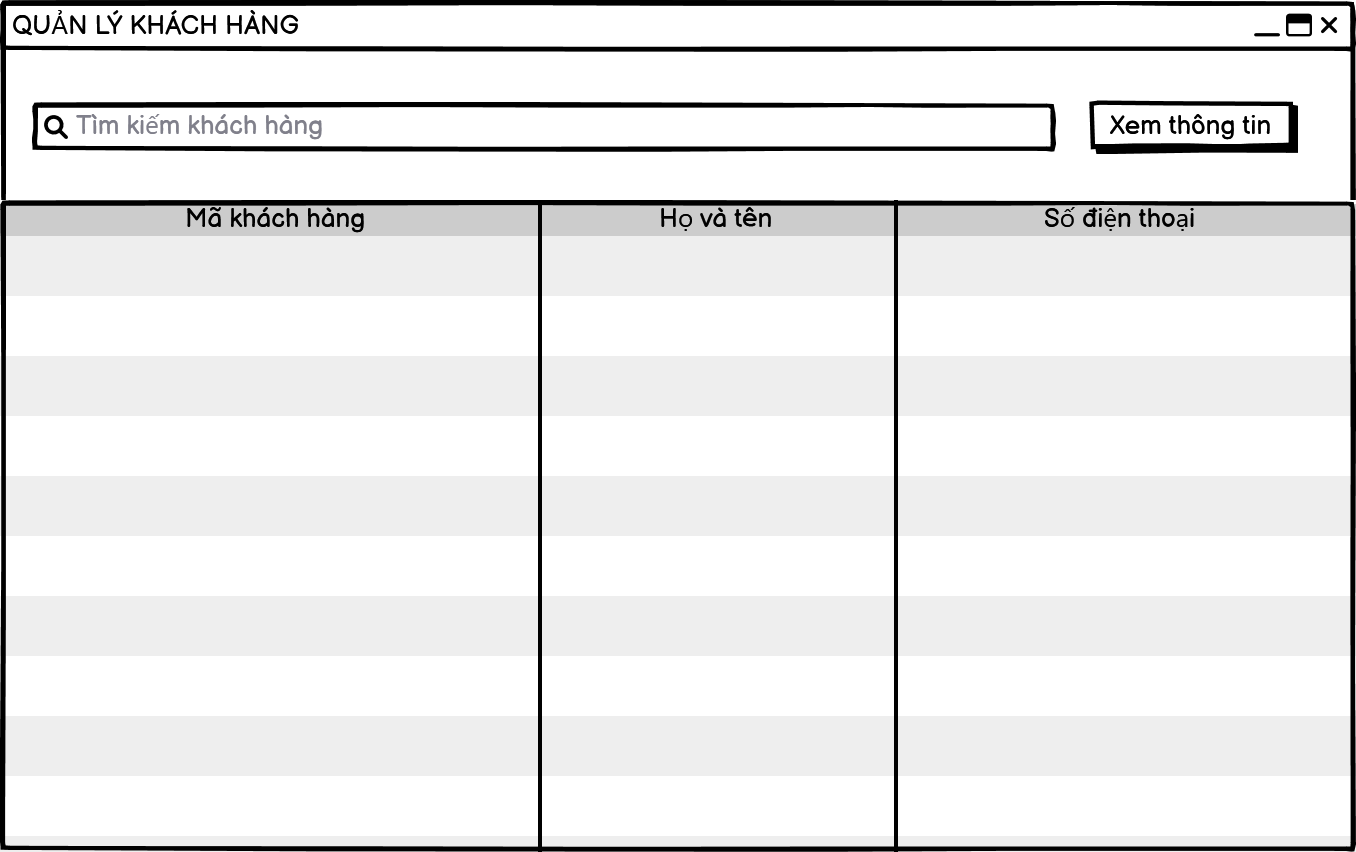 QUẢN LÝ KHÁCH HÀNG
Tìm kiếm khách hàng
Xem thông tin
Mã khách hàng
Họ và tên
Số điện thoại